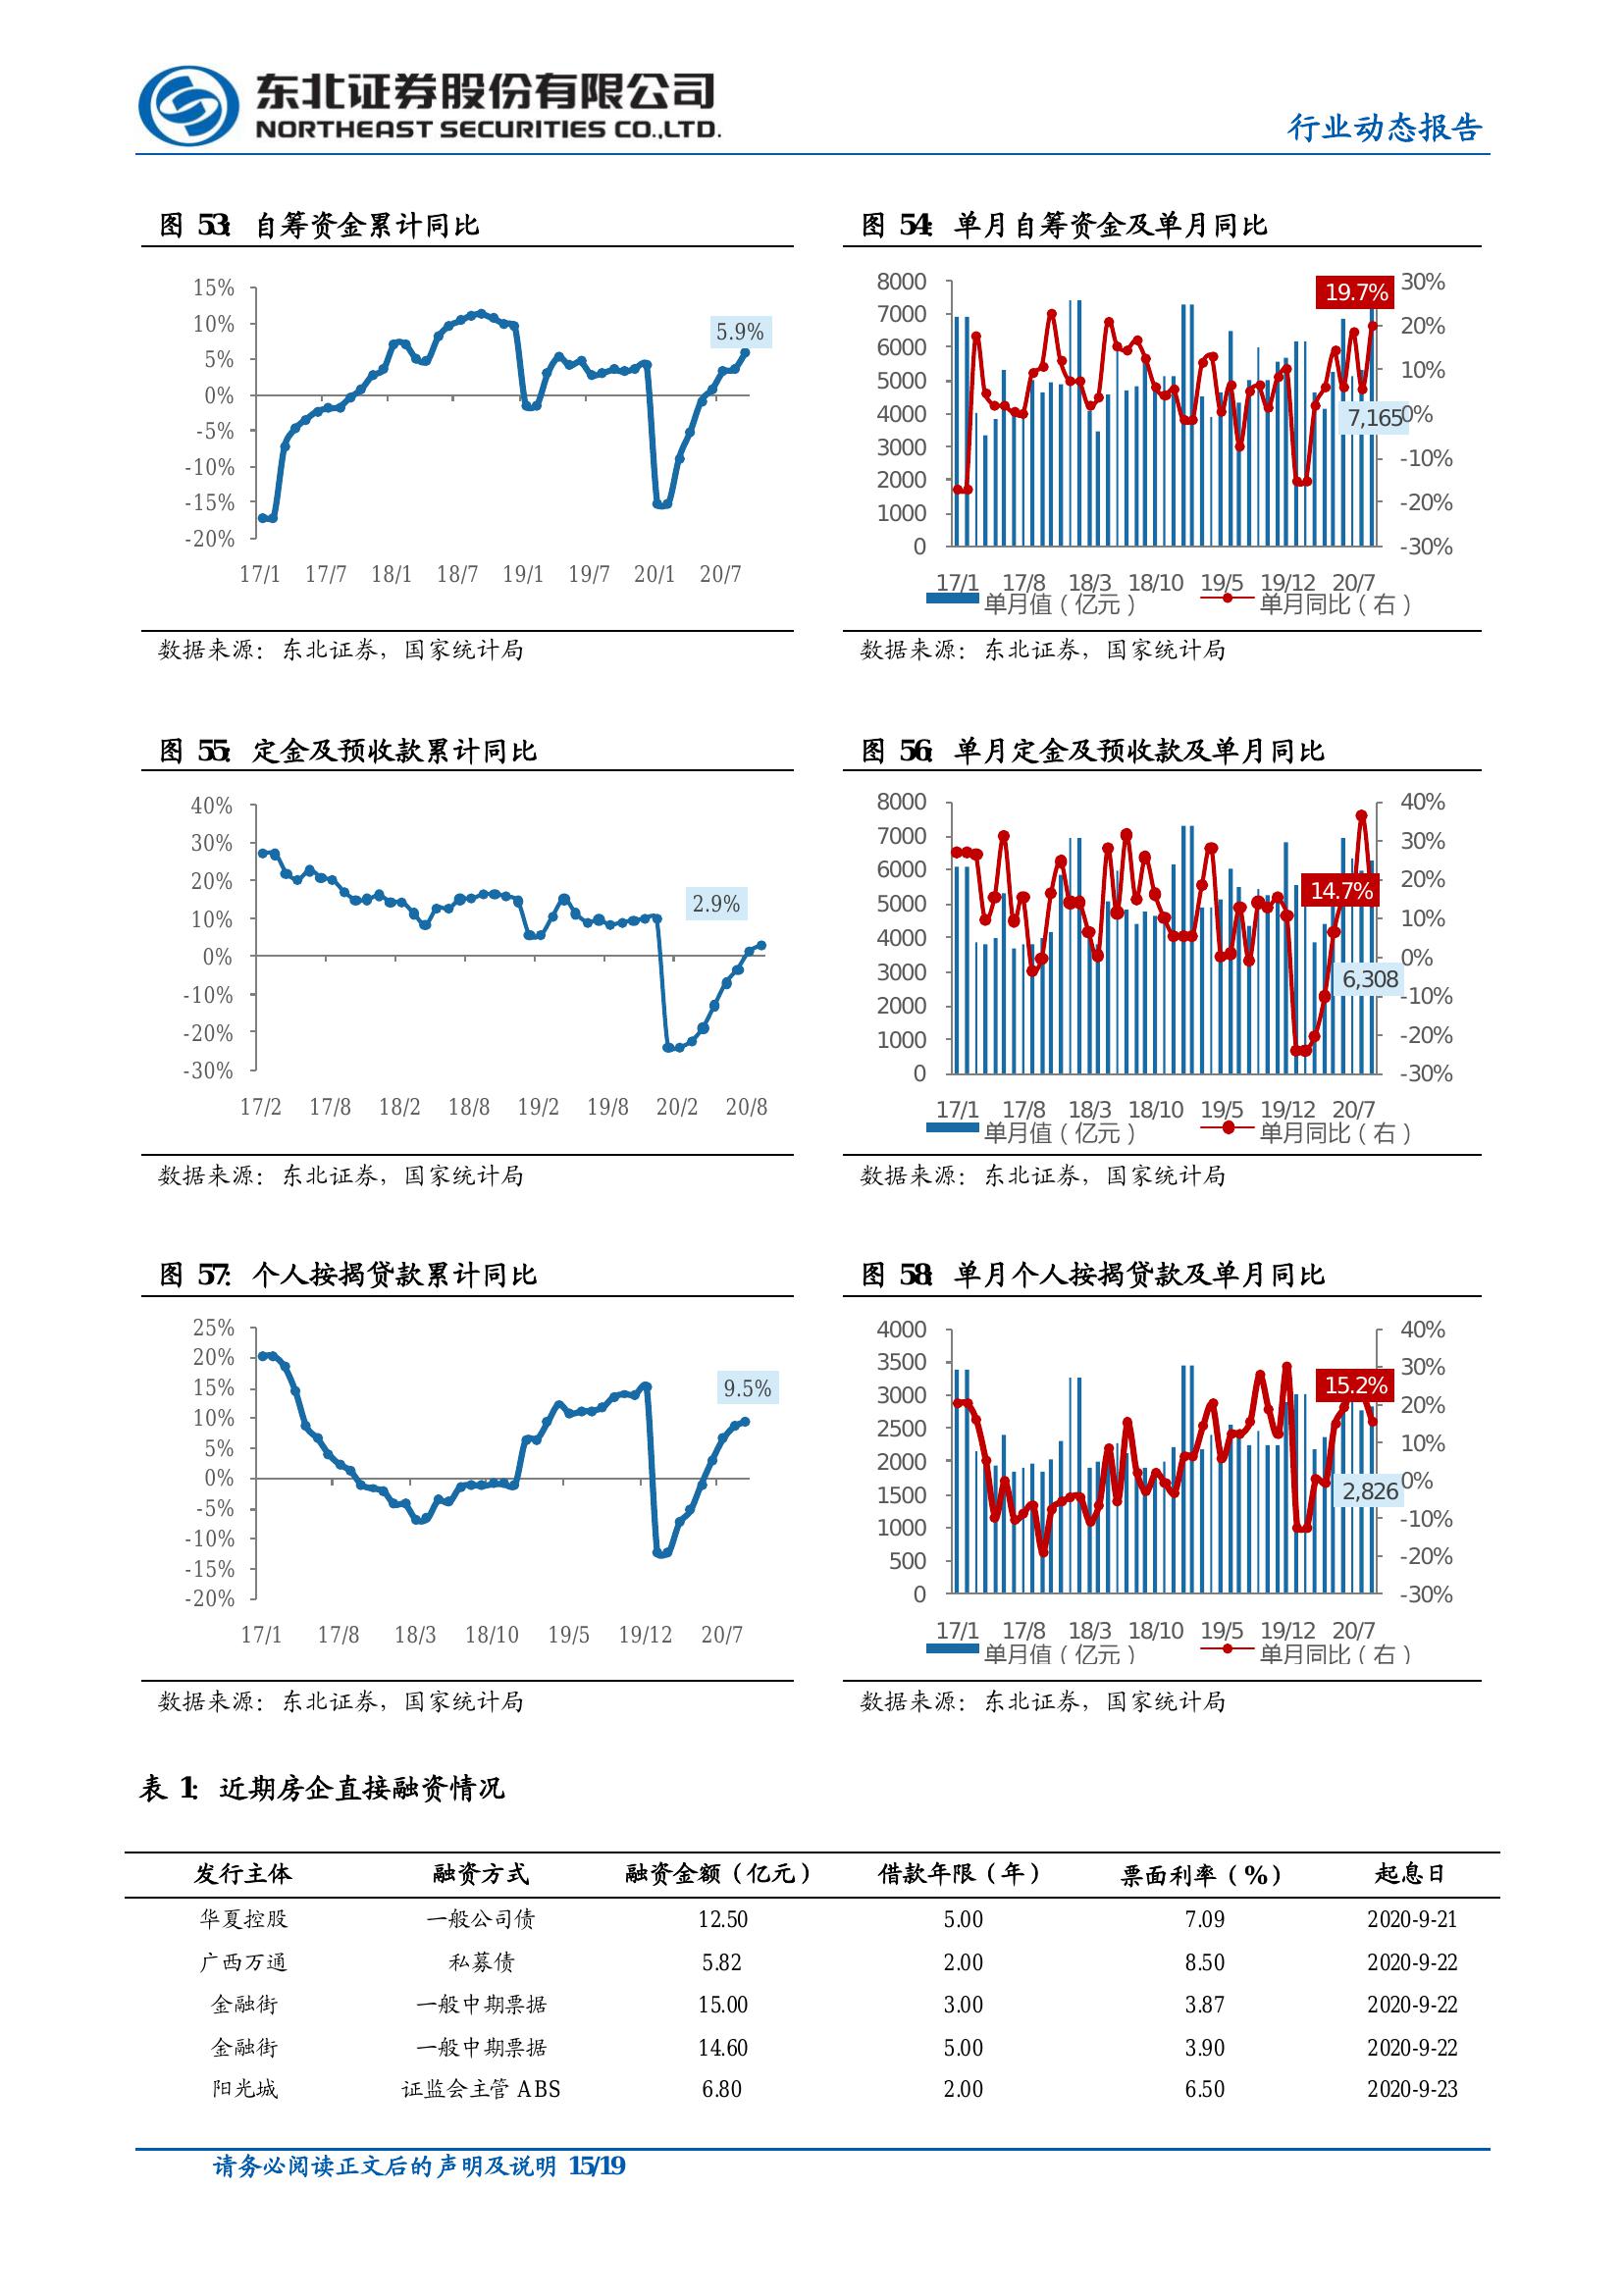 东北证券股份有限公司
NORTHEAST SECURITIES CO.,LTD.
行业动态报告
图 53： 自筹资金累计同比
15%
10%
5%
0%
-5%
-10%
-15%
-20%
5.9%
17/1 17/7 18/1 18/7 19/1 19/7 20/1 20/7
数据来源：东北证券，国家统计局
图 54： 单月自筹资金及单月同比
8000
7000
6000
5000
4000
3000
2000
1000
0
30%
20%
10%
0%
-10%
-20%
-30%
19.7%
7,165
17/1 17/8 18/3 18/10 19/5 19/12 20/7
单月值（亿元） 单月同比（右）
数据来源：东北证券，国家统计局
图 55： 定金及预收款累计同比
40%
30%
20%
10%
0%
-10%
-20%
-30%
2.9%
17/2 17/8 18/2 18/8 19/2 19/8 20/2 20/8
数据来源：东北证券，国家统计局
图 56： 单月定金及预收款及单月同比
8000
7000
6000
5000
4000
3000
2000
1000
0
40%
30%
20%
10%
0%
-10%
-20%
-30%
14.7%
6,308
17/1 17/8 18/3 18/10 19/5 19/12 20/7
单月值（亿元） 单月同比（右）
数据来源：东北证券，国家统计局
图 57： 个人按揭贷款累计同比
25%
20%
15%
10%
5%
0%
-5%
-10%
-15%
-20%
9.5%
17/1 17/8 18/3 18/10 19/5 19/12 20/7
数据来源：东北证券，国家统计局
图 58： 单月个人按揭贷款及单月同比
4000
3500
3000
2500
2000
1500
1000
500
0
40%
30%
20%
10%
0%
-10%
-20%
-30%
15.2%
2,826
17/1 17/8 18/3 18/10 19/5 19/12 20/7
单月值（亿元） 单月同比（右）
数据来源：东北证券，国家统计局
表 1： 近期房企直接融资情况
发行主体 融资方式 融资金额（亿元） 借款年限（年） 票面利率（%） 起息日
华夏控股 一般公司债 12.50 5.00 7.09 2020-9-21
广西万通 私募债 5.82 2.00 8.50 2020-9-22
金融街 一般中期票据 15.00 3.00 3.87 2020-9-22
金融街 一般中期票据 14.60 5.00 3.90 2020-9-22
阳光城 证监会主管 ABS 6.80 2.00 6.50 2020-9-23
请务必阅读正文后的声明及说明 15/19